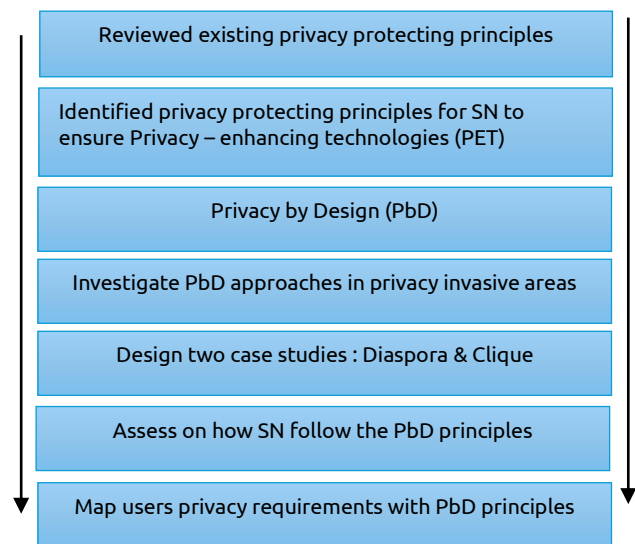 Reviewed existing privacy protecting principles
Identified privacy protecting principles for SN to
ensure Privacy – enhancing technologies (PET)
Privacy by Design (PbD)
Investigate PbD approaches in privacy invasive areas
Design two case studies : Diaspora & Clique
Assess on how SN follow the PbD principles
Map users privacy requirements with PbD principles